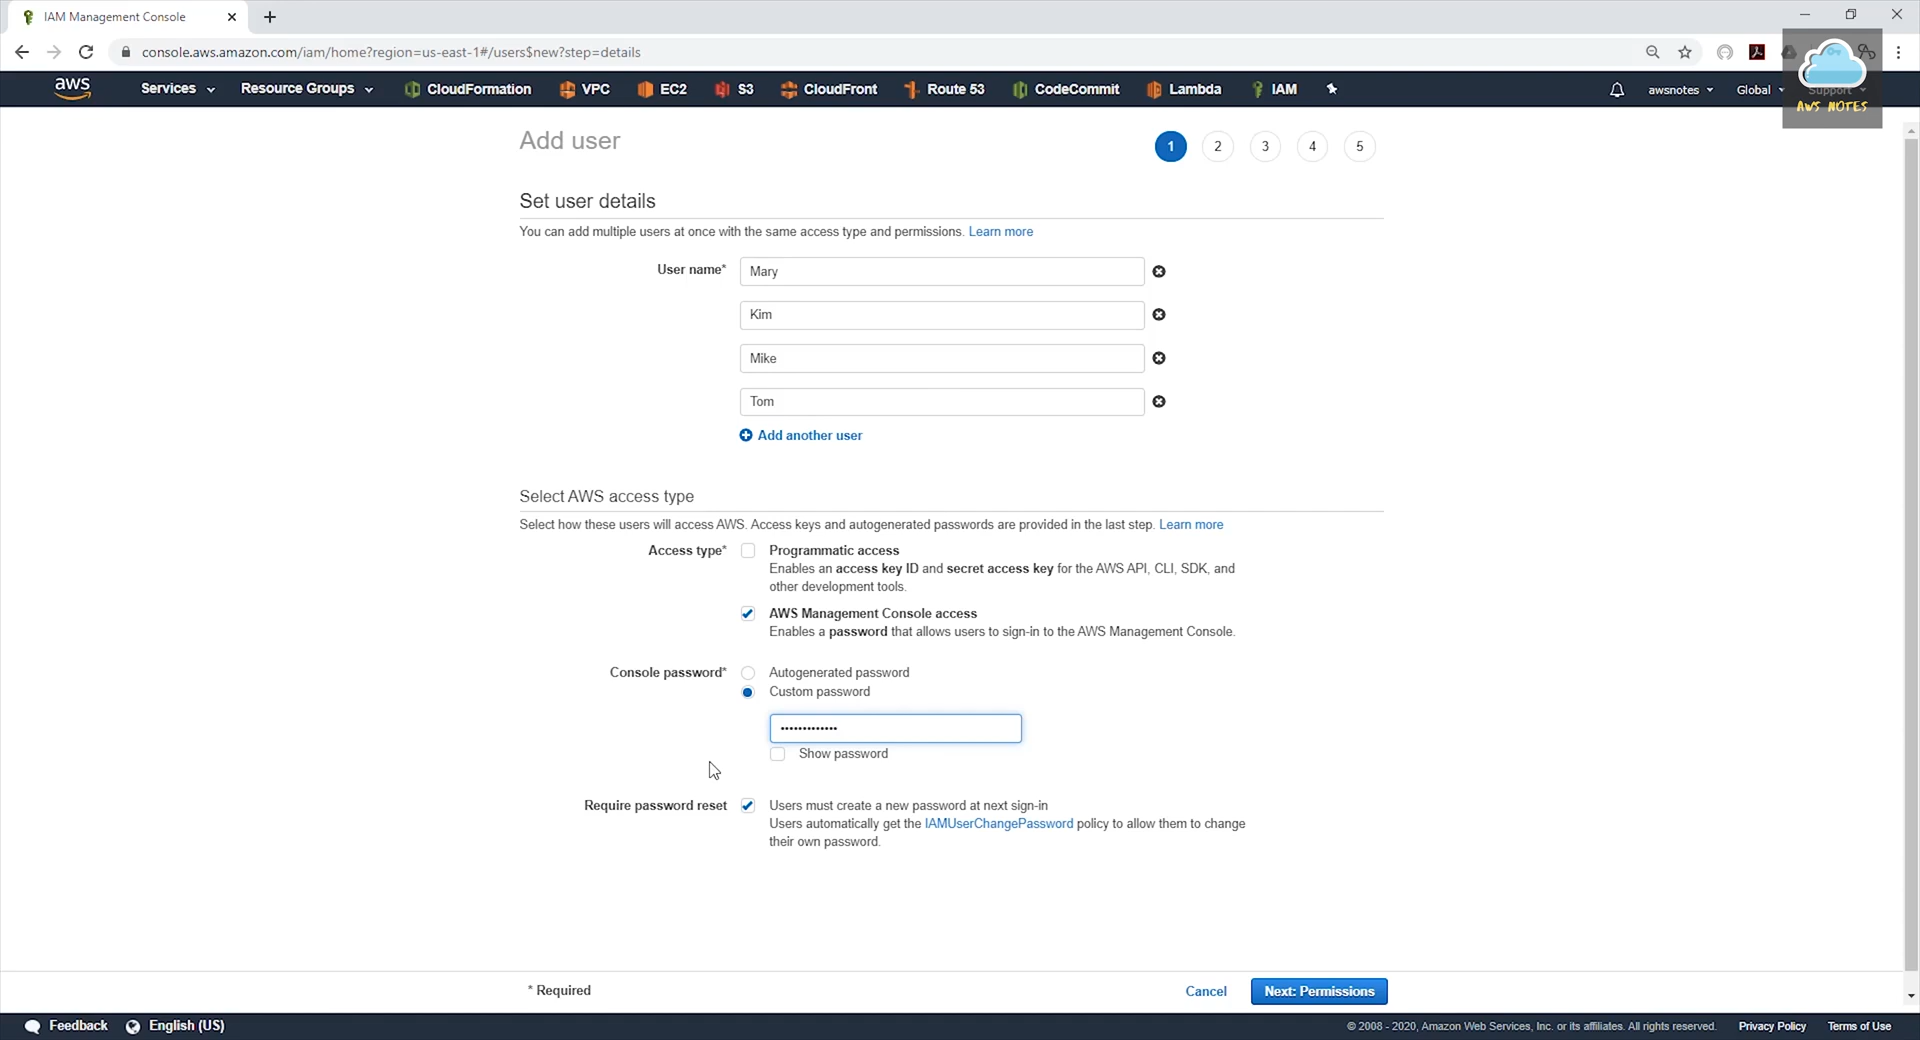 IAM Management Console
console.aws.amazon.com/iam/home?region=us-east-1#/users$new?step=details
aws Services Resource Groups CloudFormation VPC EC2 S3 CloudFront Route 53 CodeCommit Lambda IAM awsnotes Global Support
AWS NOTES
Add user
1 2 3 4 5
Set user details
You can add multiple users at once with the same access type and permissions. Learn more
User name* Mary
Kim
Mike
Tom
Add another user
Select AWS access type
Select how these users will access AWS. Access keys and autogenerated passwords are provided in the last step. Learn more
Access type* Programmatic access
Enables an access key ID and secret access key for the AWS API, CLI, SDK, and
other development tools.
AWS Management Console access
Enables a password that allows users to sign-in to the AWS Management Console.
Console password* Autogenerated password
Custom password
•••••••••••••
Show password
Require password reset Users must create a new password at next sign-in
Users automatically get the IAMUserChangePassword policy to allow them to change
their own password.
* Required Cancel Next: Permissions
Feedback English (US) © 2008 - 2020, Amazon Web Services, Inc. or its affiliates. All rights reserved. Privacy Policy Terms of Use